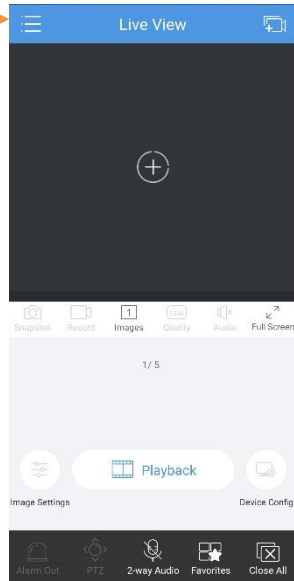 Live View
1
Low
Snapshot Record Images Quality Audio Full Screen
1/ 5
Playback
Image Settings Device Config
Alarm Out PTZ 2-way Audio Favorites Close All